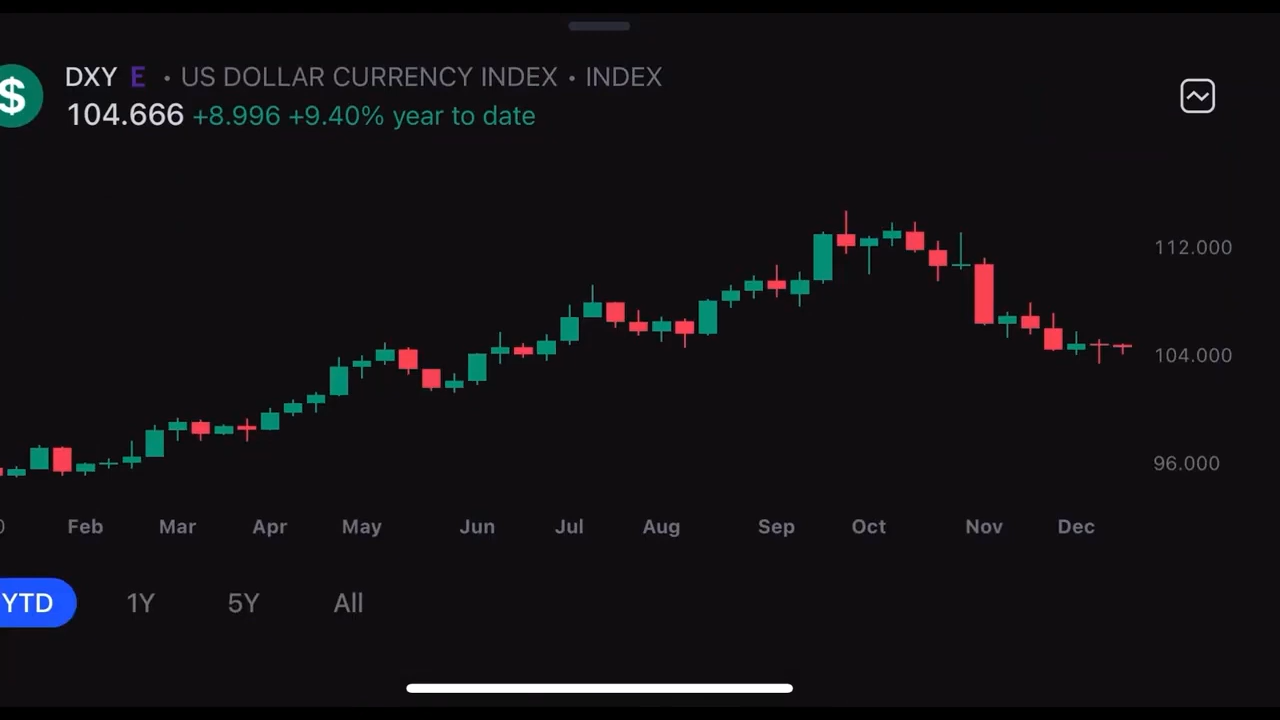 $
DXY E · US DOLLAR CURRENCY INDEX · INDEX
104.666 +8.996 +9.40% year to date
112.000
104.000
96.000
Feb Mar Apr May Jun Jul Aug Sep Oct Nov Dec
YTD 1Y 5Y All